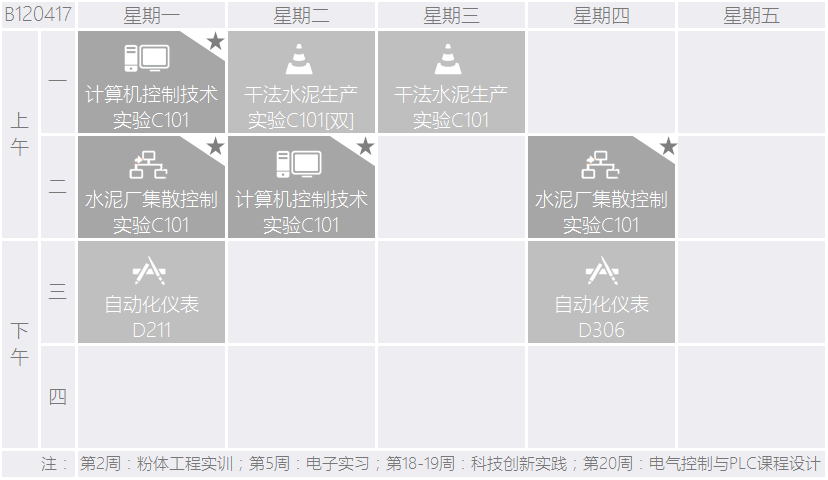 B120417 星期一 星期二 星期三 星期四 星期五
上午
一
计算机控制技术
实验C101
干法水泥生产
实验C101[双]
干法水泥生产
实验C101
二
水泥厂集散控制
实验C101
计算机控制技术
实验C101
水泥厂集散控制
实验C101
下午
三
自动化仪表
D211
自动化仪表
D306
四
注：第2周：粉体工程实训；第5周：电子实习；第18-19周：科技创新实践；第20周：电气控制与PLC课程设计